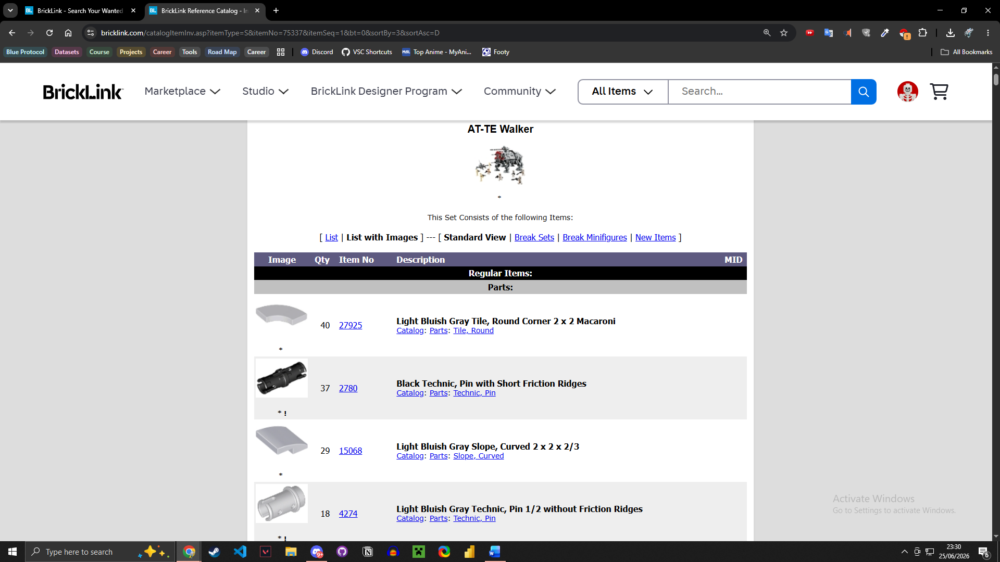 BrickLink - Search Your Wanted
BrickLink Reference Catalog - In
bricklink.com/catalogItemInv.asp?itemType=S&itemNo=75337&itemSeq=1&bt=0&sortBy=3&sortAsc=D
Blue Protocol Datasets Course Projects Career Tools Road Map Career Discord VSC Shortcuts MAL Top Anime - MyAni... Footy All Bookmarks
BrickLink Marketplace Studio BrickLink Designer Program Community All Items Search...
AT-TE Walker
*
This Set Consists of the following Items:
[ List | List with Images ] --- [ Standard View | Break Sets | Break Minifigures | New Items ]
Image Qty Item No Description MID
Regular Items:
Parts:
40 27925 Light Bluish Gray Tile, Round Corner 2 x 2 Macaroni
Catalog: Parts: Tile, Round
*
37 2780 Black Technic, Pin with Short Friction Ridges
Catalog: Parts: Technic, Pin
* !
29 15068 Light Bluish Gray Slope, Curved 2 x 2 x 2/3
Catalog: Parts: Slope, Curved
*
18 4274 Light Bluish Gray Technic, Pin 1/2 without Friction Ridges
Catalog: Parts: Technic, Pin
* !
Activate Windows
Go to Settings to activate Windows.
Type here to search
9+
23:30
25/06/2026
6